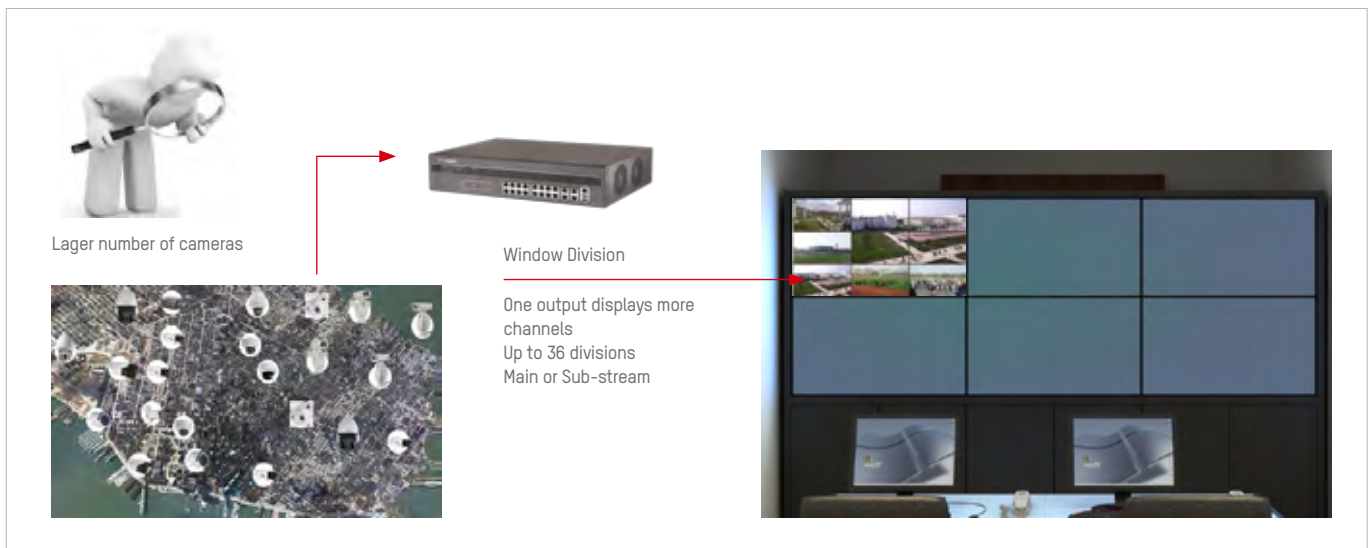 Lager number of cameras
Window Division
One output displays more
channels
Up to 36 divisions
Main or Sub-stream